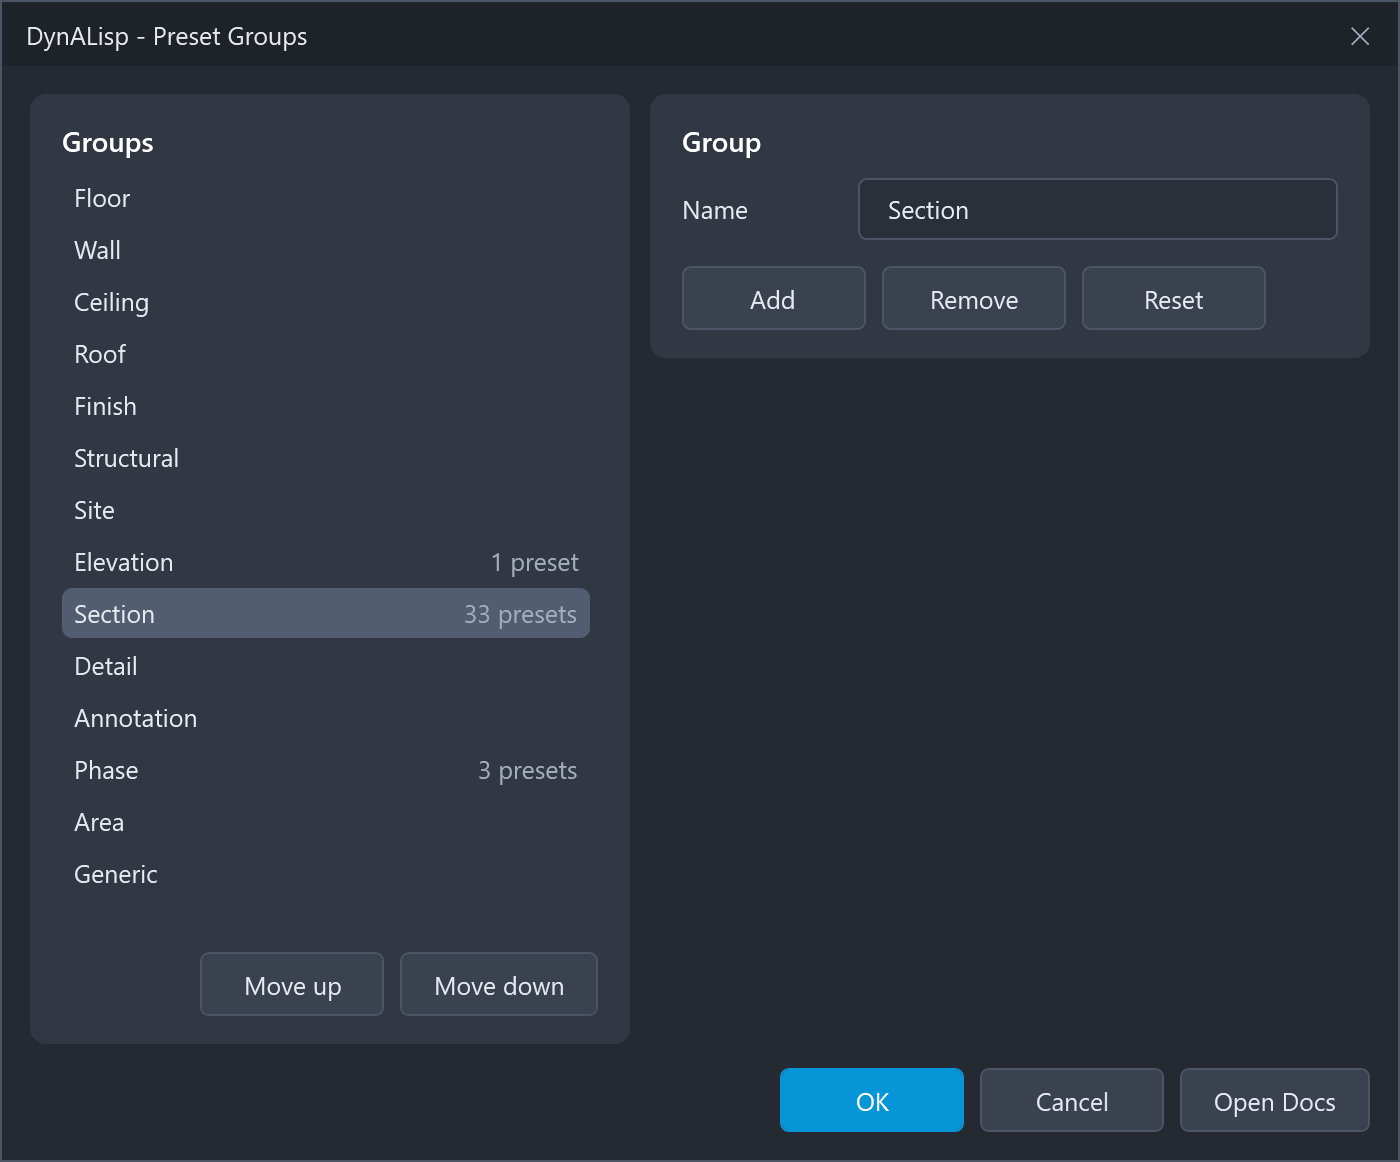 DynALisp - Preset Groups
Groups
Floor
Wall
Ceiling
Roof
Finish
Structural
Site
Elevation 1 preset
Section 33 presets
Detail
Annotation
Phase 3 presets
Area
Generic
Move up Move down
Group
Name Section
Add Remove Reset
OK Cancel Open Docs